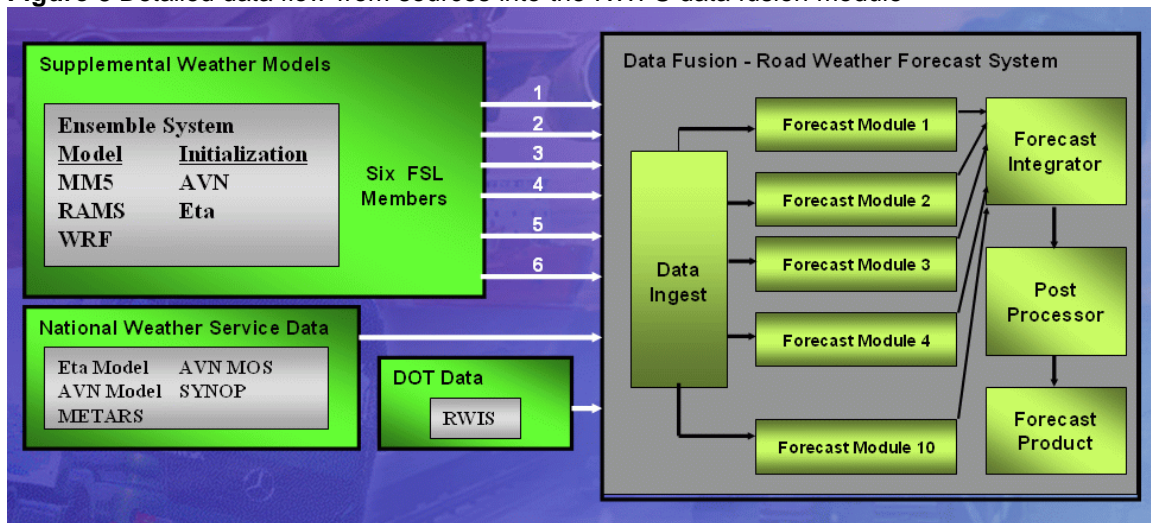 Supplemental Weather Models
Ensemble System
Model Initialization
MM5 AVN
RAMS Eta
WRF
Six FSL
Members
1
2
3
4
5
6
National Weather Service Data
Eta Model AVN MOS
AVN Model SYNOP
METARS
DOT Data
RWIS
Data Fusion - Road Weather Forecast System
Data
Ingest
Forecast Module 1
Forecast Module 2
Forecast Module 3
Forecast Module 4
Forecast Module 10
Forecast
Integrator
Post
Processor
Forecast
Product